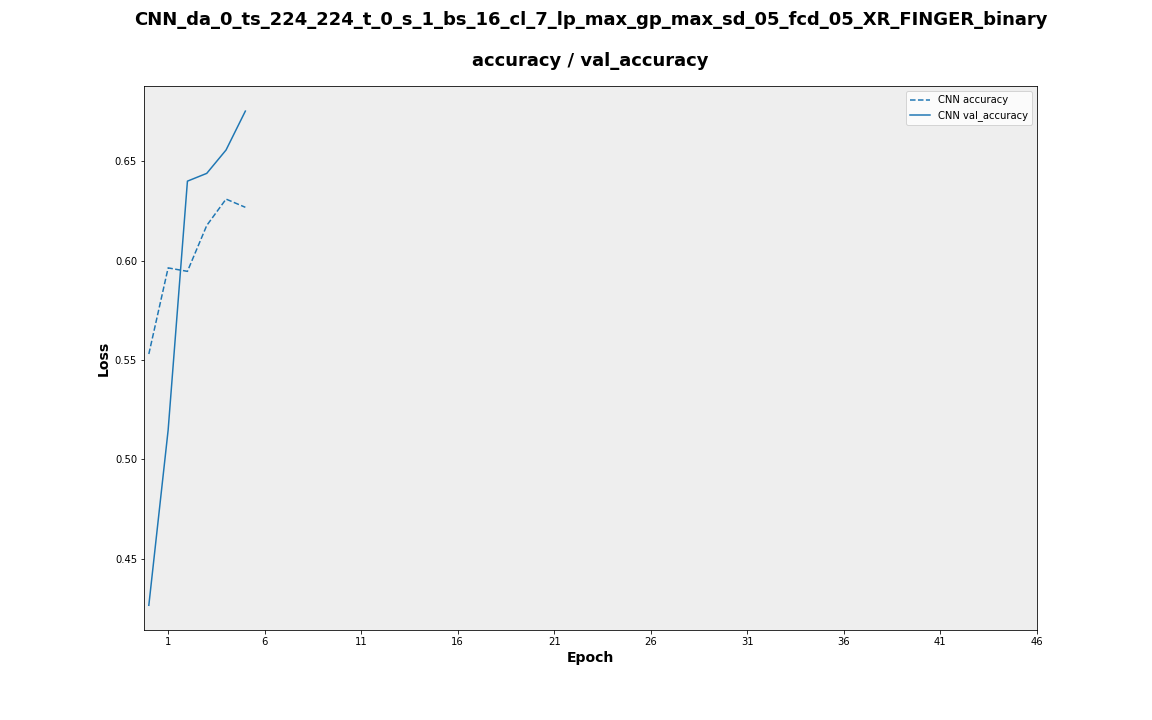 CNN_da_0_ts_224_224_t_0_s_1_bs_16_cl_7_lp_max_gp_max_sd_05_fcd_05_XR_FINGER_binary
accuracy / val_accuracy
CNN accuracy
CNN val_accuracy
0.65
0.60
0.55
0.50
0.45
Loss
1 6 11 16 21 26 31 36 41 46
Epoch